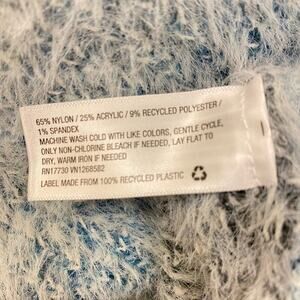 65% NYLON / 25% ACRYLIC / 9% RECYCLED POLYESTER /
1% SPANDEX
MACHINE WASH COLD WITH LIKE COLORS, GENTLE CYCLE,
ONLY NON-CHLORINE BLEACH IF NEEDED, LAY FLAT TO
DRY, WARM IRON IF NEEDED
RN17730 VN1268582
LABEL MADE FROM 100% RECYCLED PLASTIC